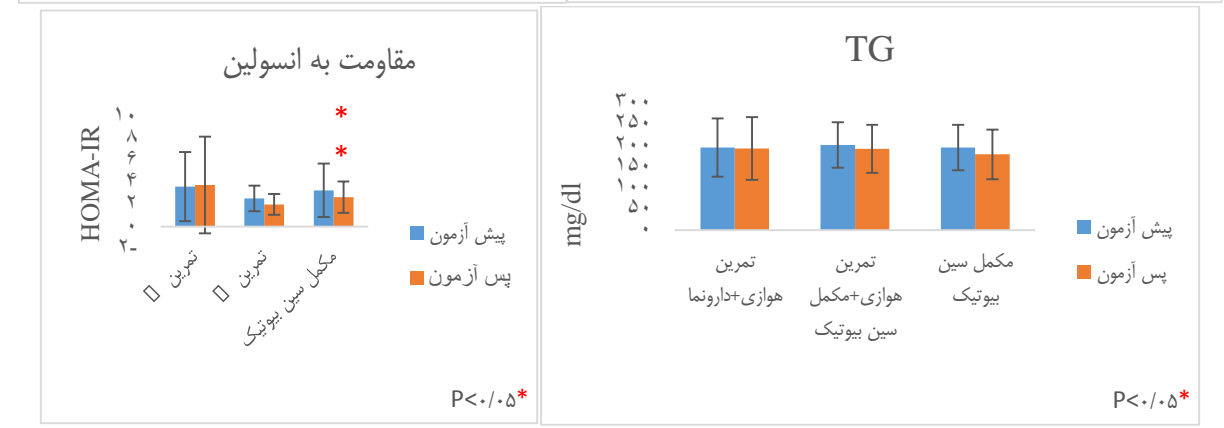 مقاومت به انسولین
HOMA-IR
۱۰
۸
۶
۴
۲
۰
-۲
*
*
تمرین
تمرین
مکمل سین بیوتیک
پیش آزمون
پس آزمون
P<۰/۰۵*
TG
mg/dl
۳۰۰
۲۵۰
۲۰۰
۱۵۰
۱۰۰
۵۰
۰
تمرین
هوازی+دارونما
تمرین
هوازی+مکمل
سین بیوتیک
مکمل سین
بیوتیک
پیش آزمون
پس آزمون
P<۰/۰۵*